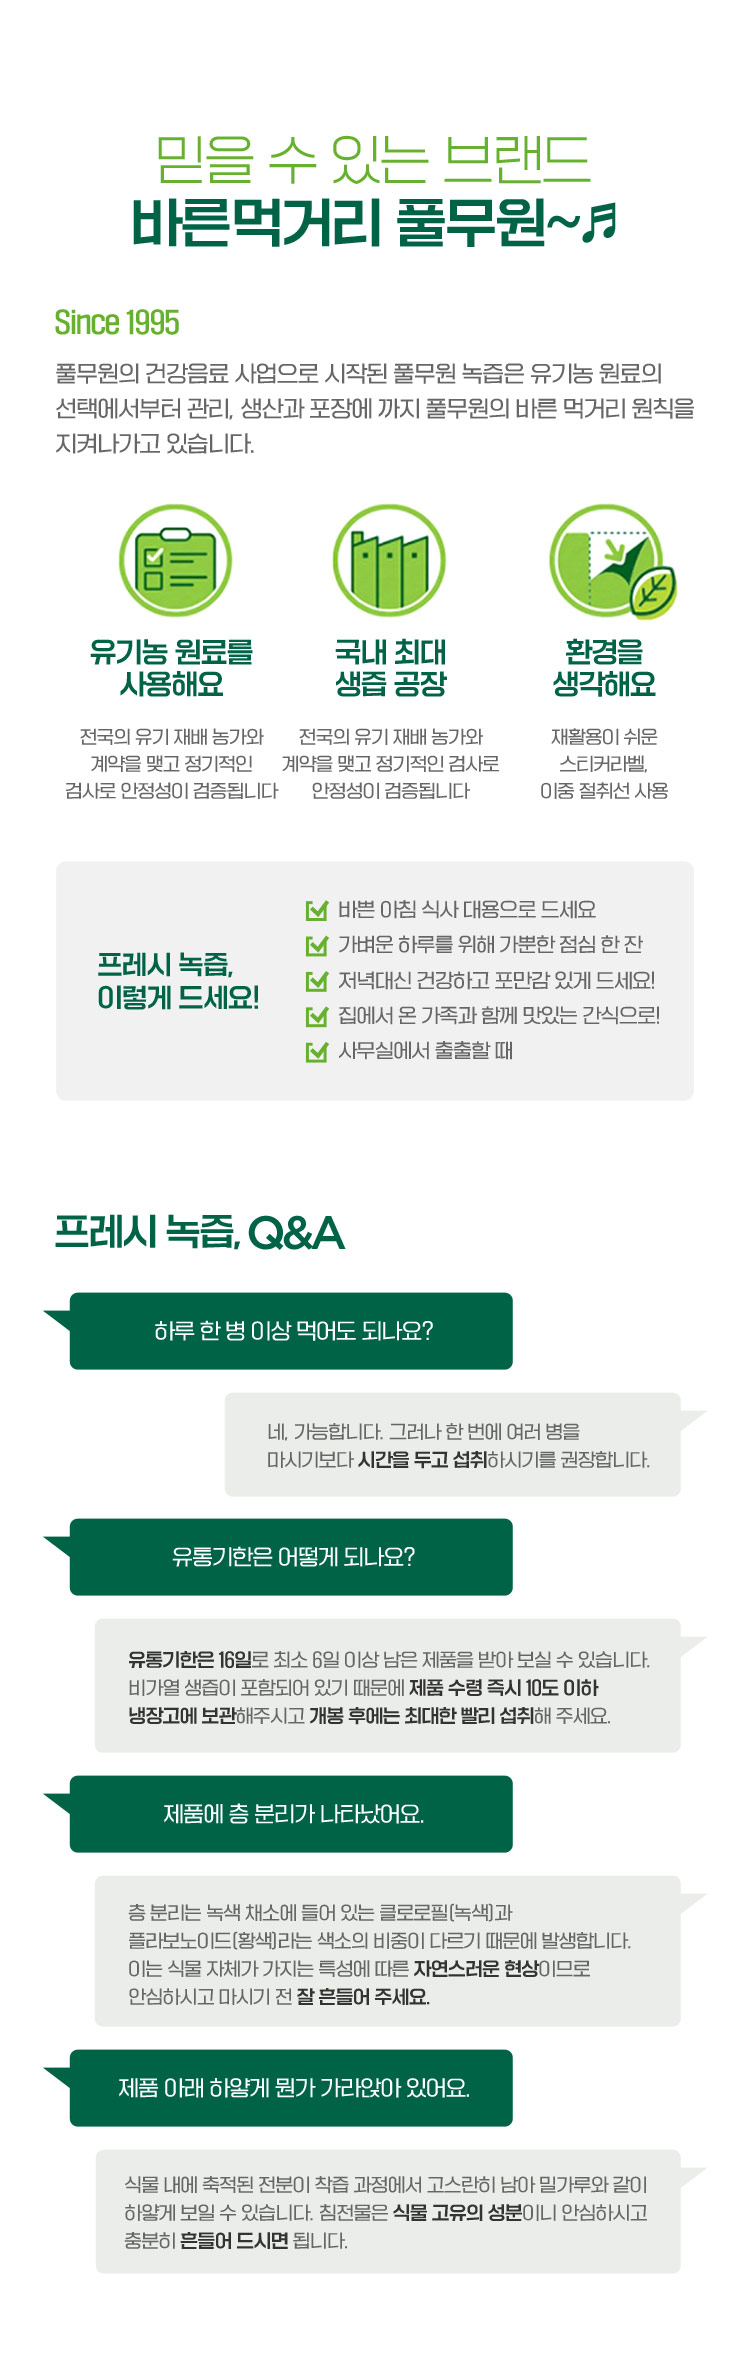 믿을 수 있는 브랜드
바른먹거리 풀무원~♬
Since 1995
풀무원의 건강음료 사업으로 시작된 풀무원 녹즙은 유기농 원료의
선택에서부터 관리, 생산과 포장에 까지 풀무원의 바른 먹거리 원칙을
지켜나가고 있습니다.
유기농 원료를
사용해요
전국의 유기 재배 농가와
계약을 맺고 정기적인
검사로 안정성이 검증됩니다
국내 최대
생즙 공장
전국의 유기 재배 농가와
계약을 맺고 정기적인 검사로
안정성이 검증됩니다
환경을
생각해요
재활용이 쉬운
스티커라벨,
이중 절취선 사용
프레시 녹즙,
이렇게 드세요!
바쁜 아침 식사 대용으로 드세요
가벼운 하루를 위해 가뿐한 점심 한 잔
저녁대신 건강하고 포만감 있게 드세요!
집에서 온 가족과 함께 맛있는 간식으로!
사무실에서 출출할 때
프레시 녹즙, Q&A
하루 한 병 이상 먹어도 되나요?
네, 가능합니다. 그러나 한 번에 여러 병을
마시기보다 시간을 두고 섭취하시기를 권장합니다.
유통기한은 어떻게 되나요?
유통기한은 16일로 최소 6일 이상 남은 제품을 받아 보실 수 있습니다.
비가열 생즙이 포함되어 있기 때문에 제품 수령 즉시 10도 이하
냉장고에 보관해주시고 개봉 후에는 최대한 빨리 섭취해 주세요.
제품에 층 분리가 나타났어요.
층 분리는 녹색 채소에 들어 있는 클로로필(녹색)과
플라보노이드(황색)라는 색소의 비중이 다르기 때문에 발생합니다.
이는 식물 자체가 가지는 특성에 따른 자연스러운 현상이므로
안심하시고 마시기 전 잘 흔들어 주세요.
제품 아래 하얗게 뭔가 가라앉아 있어요.
식물 내에 축적된 전분이 착즙 과정에서 고스란히 남아 밀가루와 같이
하얗게 보일 수 있습니다. 침전물은 식물 고유의 성분이니 안심하시고
충분히 흔들어 드시면 됩니다.